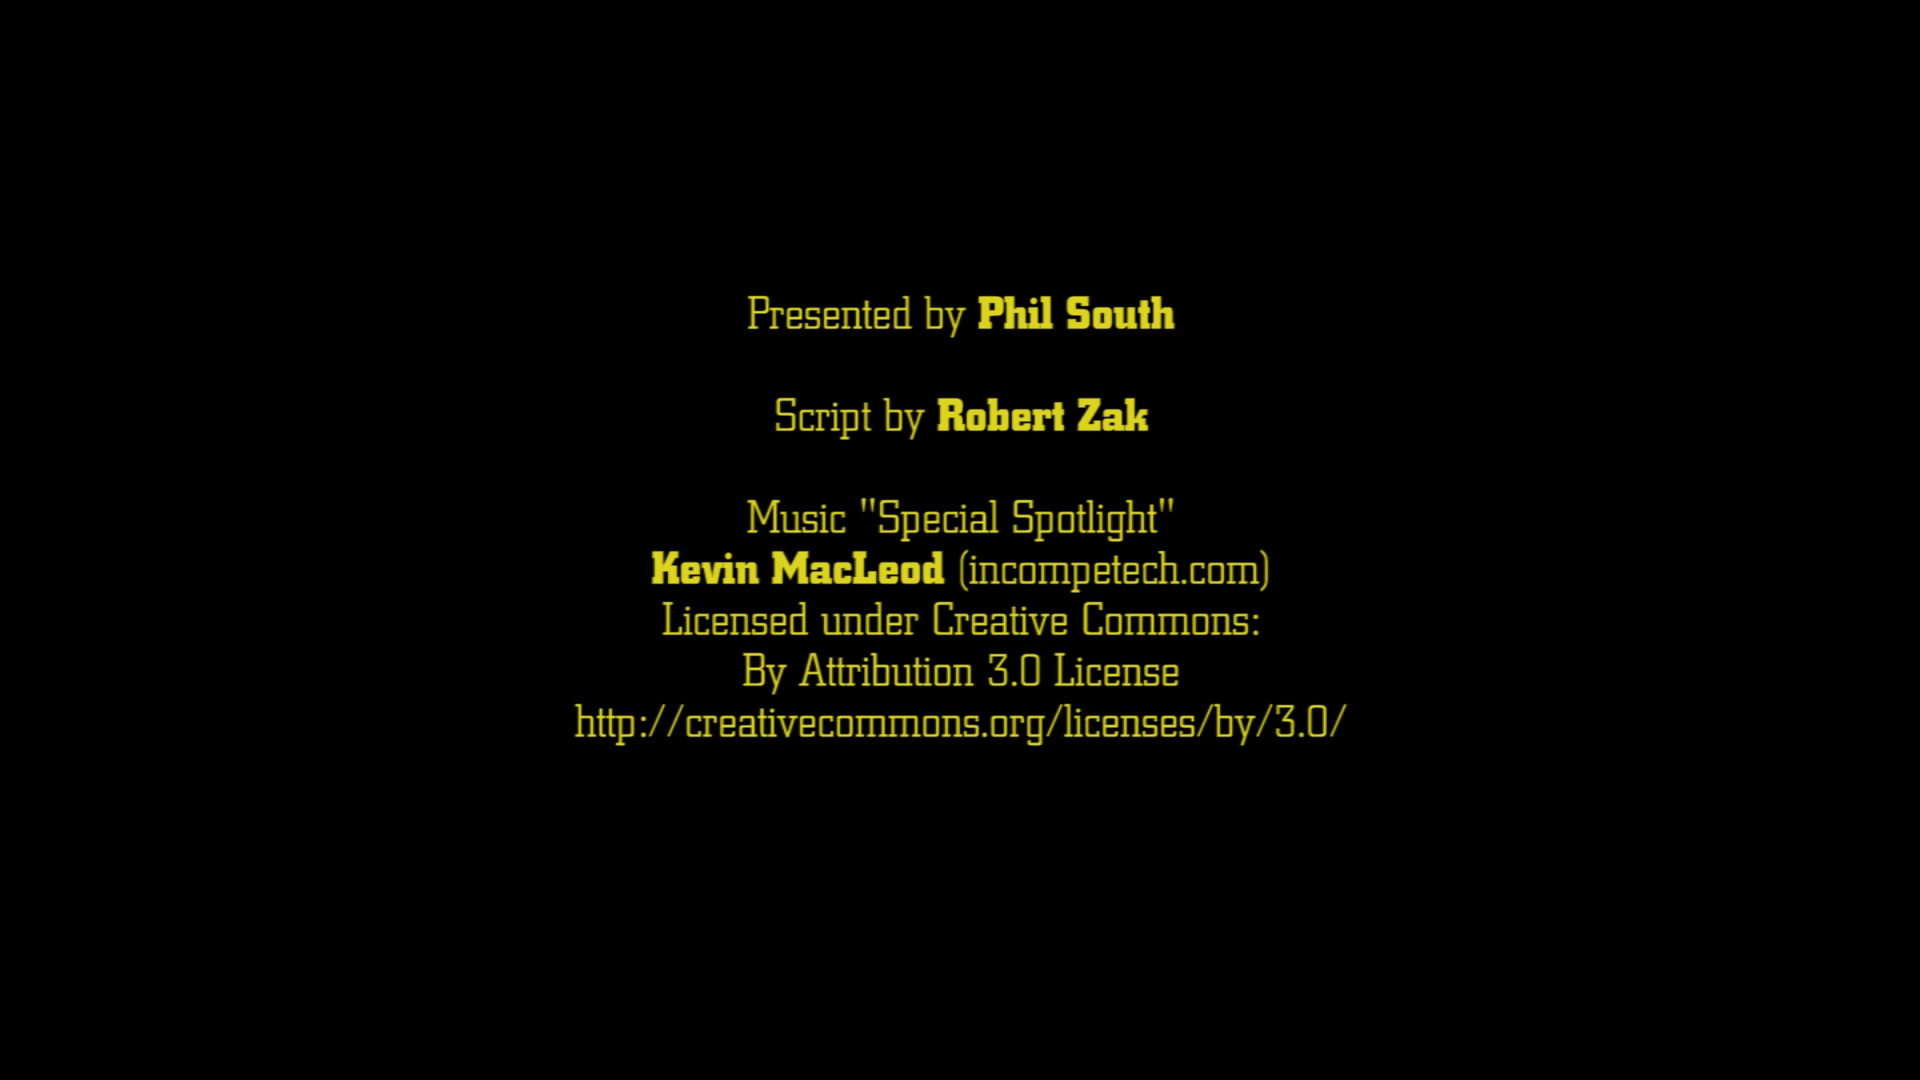 Presented by Phil South
Script by Robert Zak
Music "Special Spotlight"
Kevin MacLeod (incompetech.com)
Licensed under Creative Commons:
By Attribution 3.0 License
http://creativecommons.org/licenses/by/3.0/